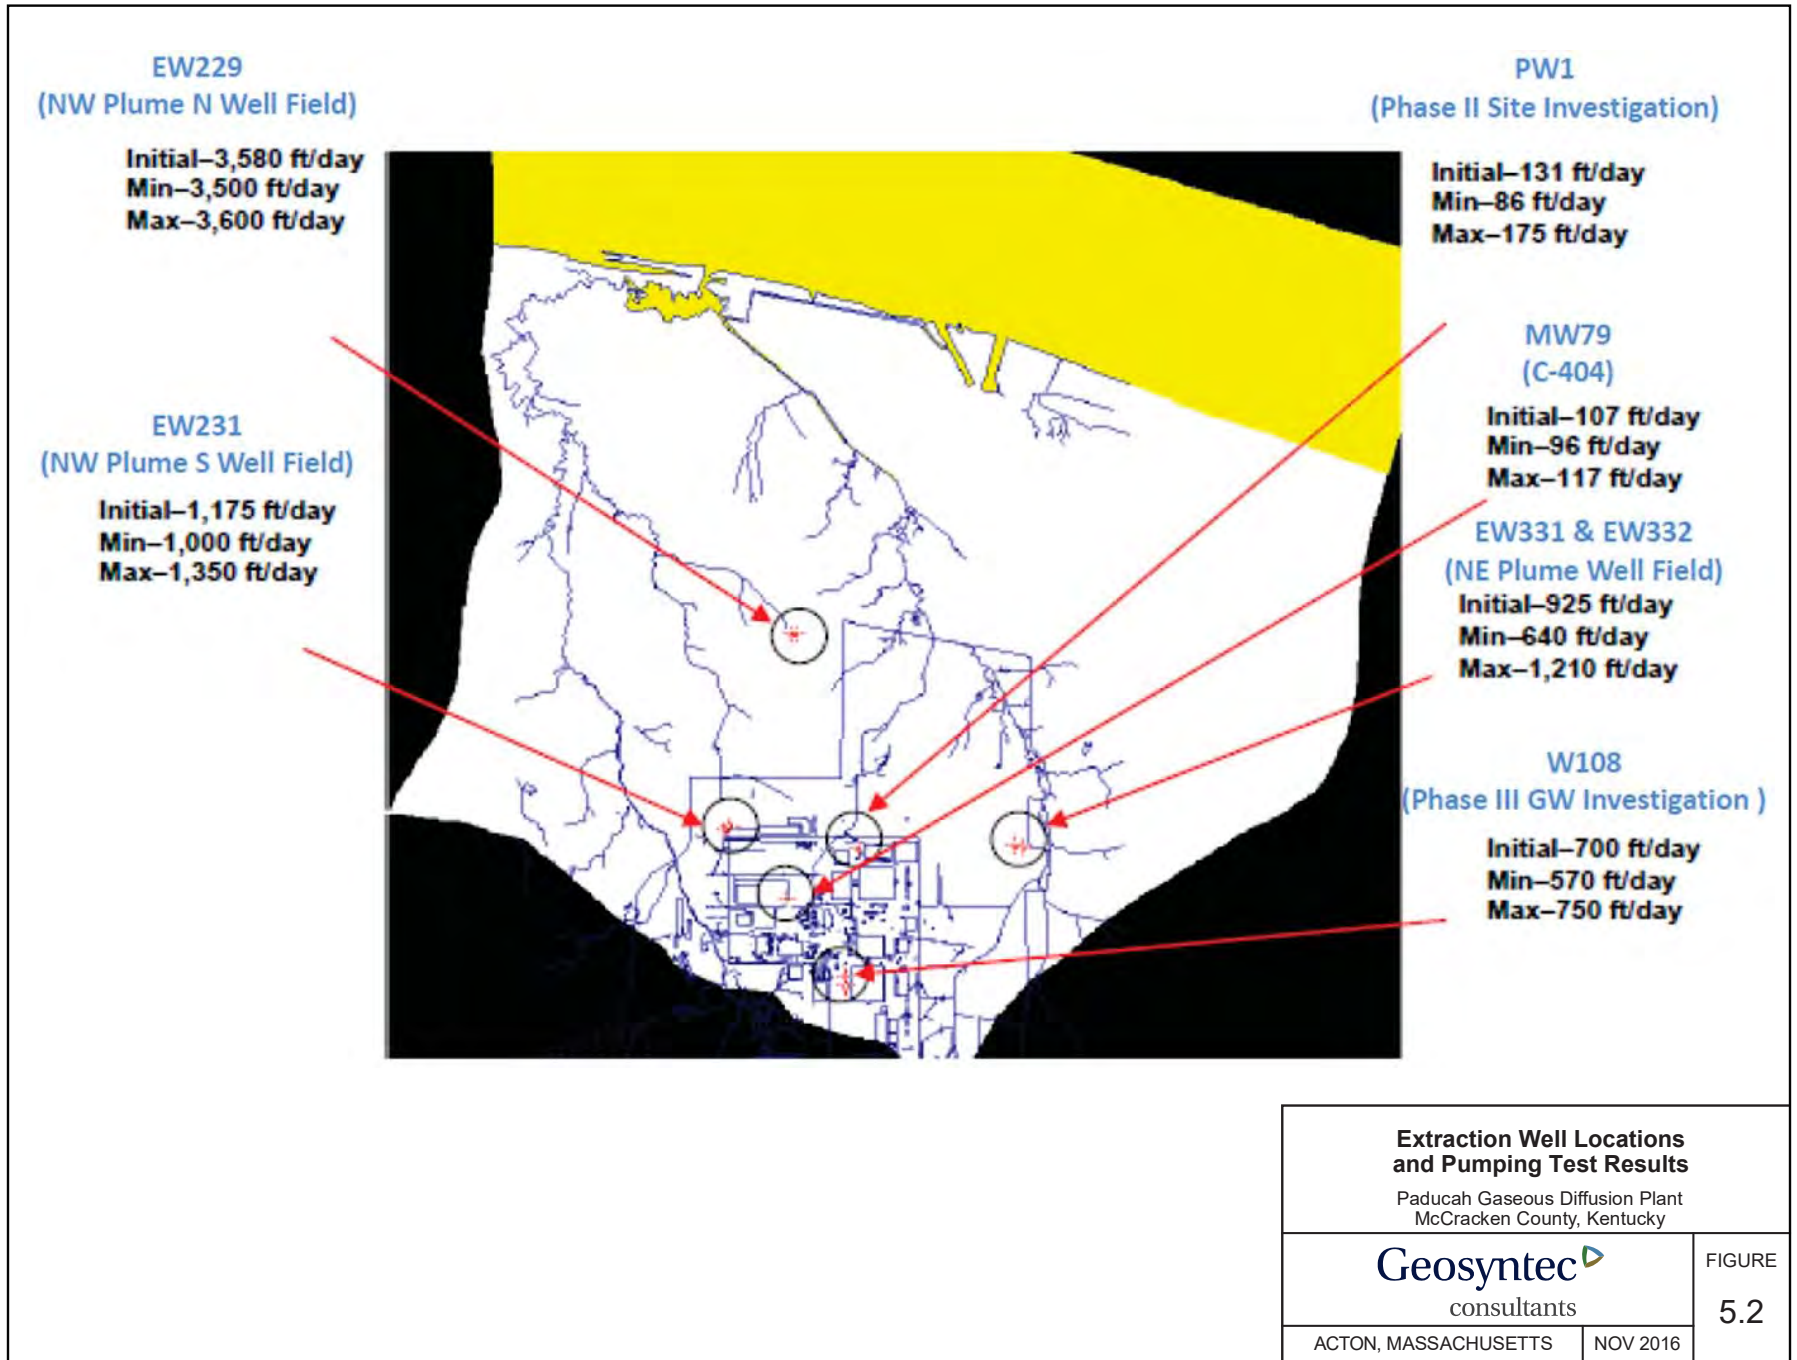 EW229
(NW Plume N Well Field)
Initial–3,580 ft/day
Min–3,500 ft/day
Max–3,600 ft/day
EW231
(NW Plume S Well Field)
Initial–1,175 ft/day
Min–1,000 ft/day
Max–1,350 ft/day
PW1
(Phase II Site Investigation)
Initial–131 ft/day
Min–86 ft/day
Max–175 ft/day
MW79
(C-404)
Initial–107 ft/day
Min–96 ft/day
Max–117 ft/day
EW331 & EW332
(NE Plume Well Field)
Initial–925 ft/day
Min–640 ft/day
Max–1,210 ft/day
W108
(Phase III GW Investigation )
Initial–700 ft/day
Min–570 ft/day
Max–750 ft/day
Extraction Well Locations
and Pumping Test Results
Paducah Gaseous Diffusion Plant
McCracken County, Kentucky
Geosyntec
consultants
FIGURE
5.2
ACTON, MASSACHUSETTS
NOV 2016